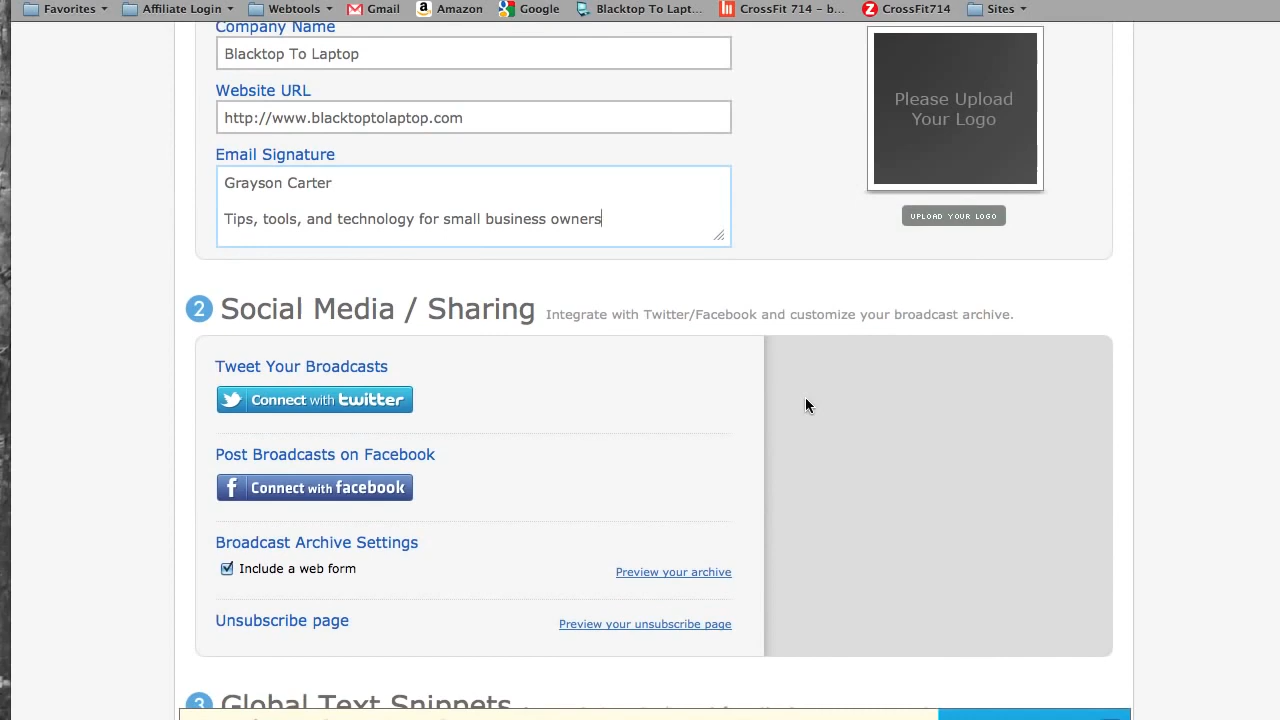 Favorites Affiliate Login Webtools Gmail Amazon Google Blacktop To Lapt... CrossFit 714 – b... CrossFit714 Sites
Company Name
Blacktop To Laptop
Website URL
http://www.blacktoptolaptop.com
Email Signature
Grayson Carter
Tips, tools, and technology for small business owners
Please Upload
Your Logo
UPLOAD YOUR LOGO
2 Social Media / Sharing Integrate with Twitter/Facebook and customize your broadcast archive.
Tweet Your Broadcasts
Connect with twitter
Post Broadcasts on Facebook
f Connect with facebook
Broadcast Archive Settings
Include a web form
Preview your archive
Unsubscribe page
Preview your unsubscribe page
3 Global Text Snippets